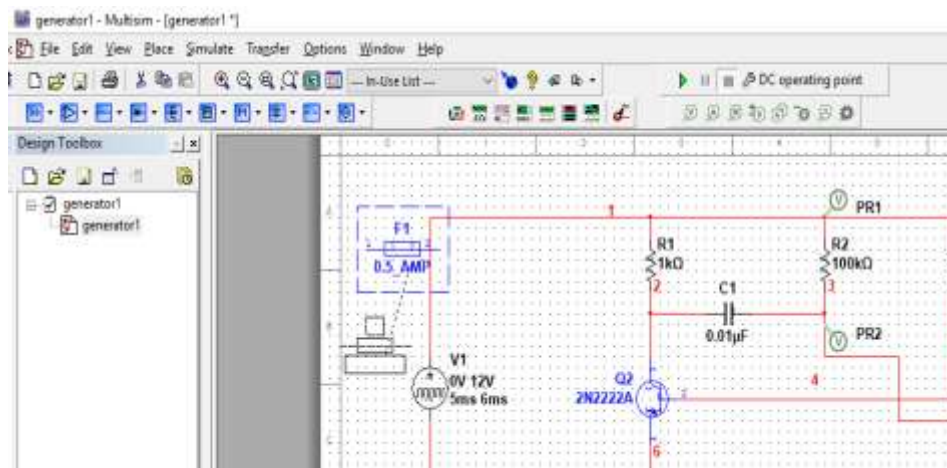 generator1 - Multisim - [generator1 *]
File Edit View Place Simulate Transfer Options Window Help
--- In-Use List ---
DC operating point
Design Toolbox
generator1
generator1
1
PR1
F1
0.5_AMP
R1
1kΩ
2
R2
100kΩ
3
C1
0.01µF
PR2
V1
0V 12V
5ms 6ms
Q2
2N2222A
4
6